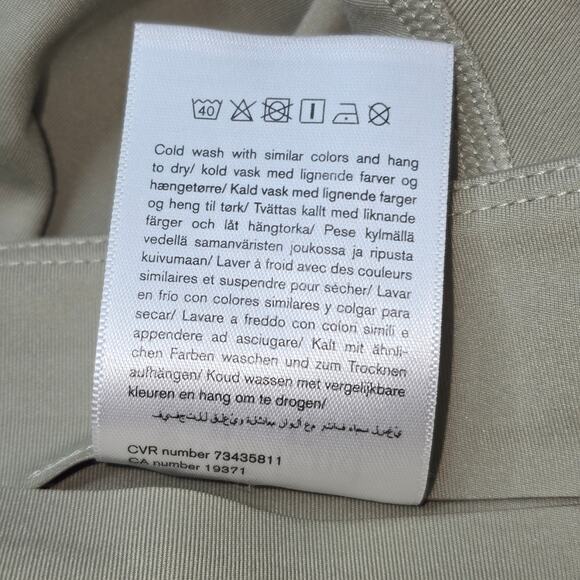 40
Cold wash with similar colors and hang
to dry/ kold vask med lignende farver og
hængetørre/ Kald vask med lignende farger
og heng til tørk/ Tvättas kallt med liknande
färger och låt hängtorka/ Pese kylmällä
vedellä samanväristen joukossa ja ripusta
kuivumaan/ Laver à froid avec des couleurs
similaires et suspendre pour sécher/ Lavar
en frío con colores similares y colgar para
secar/ Lavare a freddo con colori simili e
appendere ad asciugare/ Kalt mit ähnli-
chen Farben waschen und zum Trocknen
aufhängen/ Koud wassen met vergelijkbare
kleuren en hang om te drogen/
CVR number 73435811
CA number 19371